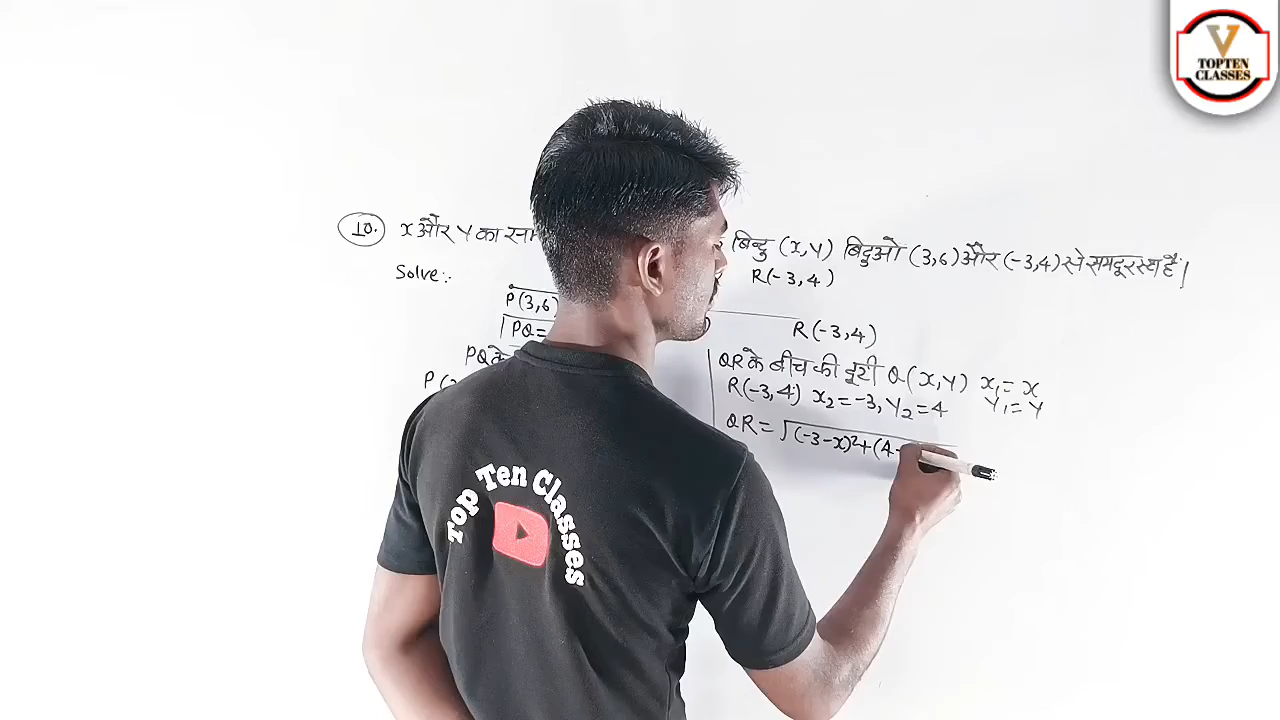 10. x और y का
बिन्दु (x,y) बिदुओ (3,6) और (-3,4) से समदूरस्थ है।
Solve:- R(-3,4)
P(3,6) R(-3,4)
PQ=
PQ के
QR के बीच की दूरी Q(x,y) x₁= x
R(-3,4) x₂=-3, y₂=4 y₁= y
QR = √(-3-x)²+(4-
Top Ten Classes
V
TOPTEN
CLASSES